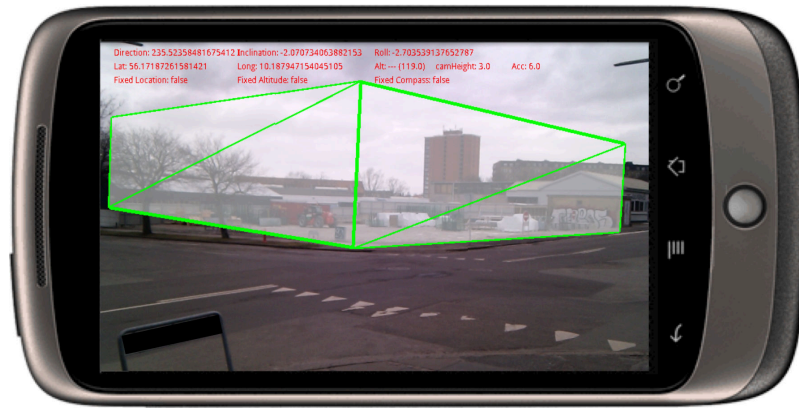 Direction: 235.52358481675412 Inclination: -2.070734063882153 Roll: -2.703539137652787
Lat: 56.17187261581421 Long: 10.187947154045105 Alt: --- (119.0) camHeight: 3.0 Acc: 6.0
Fixed Location: false Fixed Altitude: false Fixed Compass: false